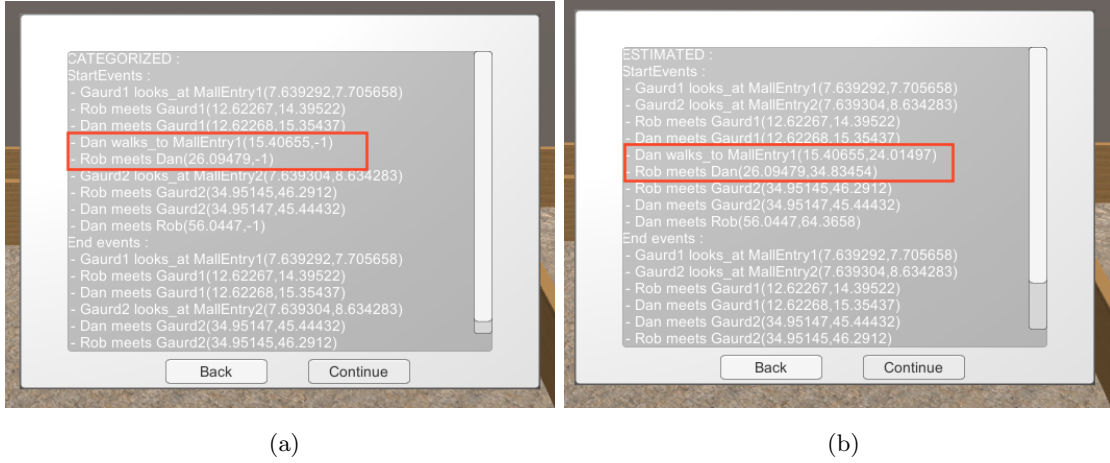 CATEGORIZED :
StartEvents :
- Gaurd1 looks_at MallEntry1(7.639292,7.705658)
- Rob meets Gaurd1(12.62267,14.39522)
- Dan meets Gaurd1(12.62268,15.35437)
- Dan walks_to MallEntry1(15.40655,-1)
- Rob meets Dan(26.09479,-1)
- Gaurd2 looks_at MallEntry2(7.639304,8.634283)
- Rob meets Gaurd2(34.95145,46.2912)
- Dan meets Gaurd2(34.95147,45.44432)
- Dan meets Rob(56.0447,-1)
End events :
- Gaurd1 looks_at MallEntry1(7.639292,7.705658)
- Rob meets Gaurd1(12.62267,14.39522)
- Dan meets Gaurd1(12.62268,15.35437)
- Gaurd2 looks_at MallEntry2(7.639304,8.634283)
- Dan meets Gaurd2(34.95147,45.44432)
- Rob meets Gaurd2(34.95145,46.2912)
Back Continue
(a)
ESTIMATED :
StartEvents :
- Gaurd1 looks_at MallEntry1(7.639292,7.705658)
- Gaurd2 looks_at MallEntry2(7.639304,8.634283)
- Rob meets Gaurd1(12.62267,14.39522)
- Dan meets Gaurd1(12.62268,15.35437)
- Dan walks_to MallEntry1(15.40655,24.01497)
- Rob meets Dan(26.09479,34.83454)
- Rob meets Gaurd2(34.95145,46.2912)
- Dan meets Gaurd2(34.95147,45.44432)
- Dan meets Rob(56.0447,64.3658)
End events :
- Gaurd1 looks_at MallEntry1(7.639292,7.705658)
- Gaurd2 looks_at MallEntry2(7.639304,8.634283)
- Rob meets Gaurd1(12.62267,14.39522)
- Dan meets Gaurd1(12.62268,15.35437)
- Dan meets Gaurd2(34.95147,45.44432)
- Rob meets Gaurd2(34.95145,46.2912)
Back Continue
(b)